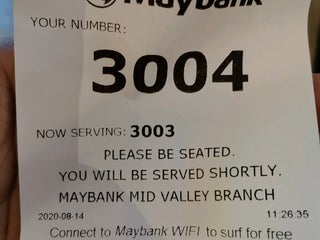 Maybank
YOUR NUMBER:
3004
NOW SERVING: 3003
PLEASE BE SEATED.
YOU WILL BE SERVED SHORTLY.
MAYBANK MID VALLEY BRANCH
2020-08-14 11:26:35
Connect to Maybank WIFI to surf for free